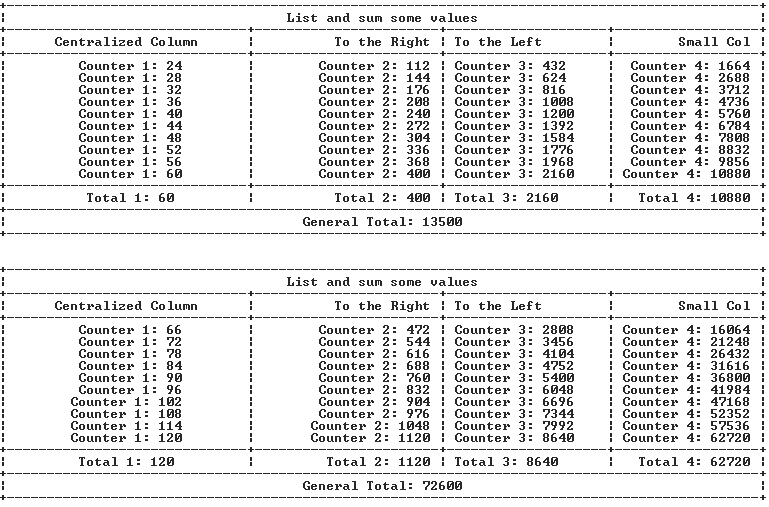 List and sum some values
Centralized Column ¦ To the Right ¦ To the Left ¦ Small Col
Counter 1: 24 Counter 2: 112 ¦ Counter 3: 432 Counter 4: 1664
Counter 1: 28 Counter 2: 144 ¦ Counter 3: 624 Counter 4: 2688
Counter 1: 32 Counter 2: 176 ¦ Counter 3: 816 Counter 4: 3712
Counter 1: 36 Counter 2: 208 ¦ Counter 3: 1008 Counter 4: 4736
Counter 1: 40 Counter 2: 240 ¦ Counter 3: 1200 Counter 4: 5760
Counter 1: 44 Counter 2: 272 ¦ Counter 3: 1392 Counter 4: 6784
Counter 1: 48 Counter 2: 304 ¦ Counter 3: 1584 Counter 4: 7808
Counter 1: 52 Counter 2: 336 ¦ Counter 3: 1776 Counter 4: 8832
Counter 1: 56 Counter 2: 368 ¦ Counter 3: 1968 Counter 4: 9856
Counter 1: 60 Counter 2: 400 ¦ Counter 3: 2160 Counter 4: 10880
Total 1: 60 ¦ Total 2: 400 ¦ Total 3: 2160 ¦ Total 4: 10880
General Total: 13500
List and sum some values
Centralized Column ¦ To the Right ¦ To the Left ¦ Small Col
Counter 1: 66 Counter 2: 472 ¦ Counter 3: 2808 Counter 4: 16064
Counter 1: 72 Counter 2: 544 ¦ Counter 3: 3456 Counter 4: 21248
Counter 1: 78 Counter 2: 616 ¦ Counter 3: 4104 Counter 4: 26432
Counter 1: 84 Counter 2: 688 ¦ Counter 3: 4752 Counter 4: 31616
Counter 1: 90 Counter 2: 760 ¦ Counter 3: 5400 Counter 4: 36800
Counter 1: 96 Counter 2: 832 ¦ Counter 3: 6048 Counter 4: 41984
Counter 1: 102 Counter 2: 904 ¦ Counter 3: 6696 Counter 4: 47168
Counter 1: 108 Counter 2: 976 ¦ Counter 3: 7344 Counter 4: 52352
Counter 1: 114 Counter 2: 1048 ¦ Counter 3: 7992 Counter 4: 57536
Counter 1: 120 Counter 2: 1120 ¦ Counter 3: 8640 Counter 4: 62720
Total 1: 120 ¦ Total 2: 1120 ¦ Total 3: 8640 ¦ Total 4: 62720
General Total: 72600